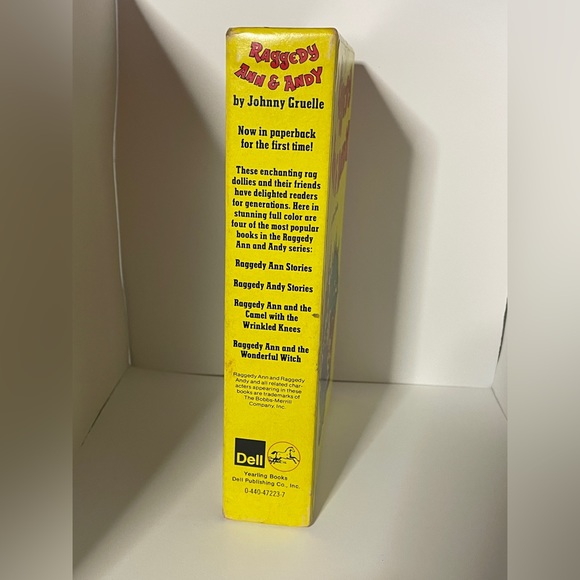 RAGGEDY
ANN & ANDY
by Johnny Gruelle
Now in paperback
for the first time!
These enchanting rag
dollies and their friends
have delighted readers
for generations. Here in
stunning full color are
four of the most popular
books in the Raggedy
Ann and Andy series:
Raggedy Ann Stories
Raggedy Andy Stories
Raggedy Ann and the
Camel with the
Wrinkled Knees
Raggedy Ann and the
Wonderful Witch
Raggedy Ann and Raggedy
Andy and all related char-
acters appearing in these
books are trademarks of
The Bobbs-Merrill
Company, Inc.
Dell
Yearling Books
Dell Publishing Co., Inc.
0-440-47223-7